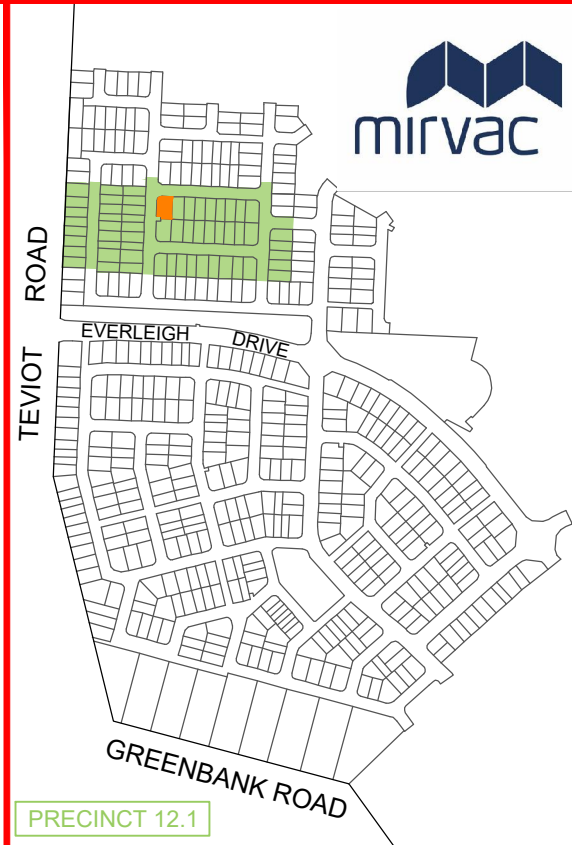 mirvac
TEVIOT ROAD
EVERLEIGH DRIVE
GREENBANK ROAD
PRECINCT 12.1